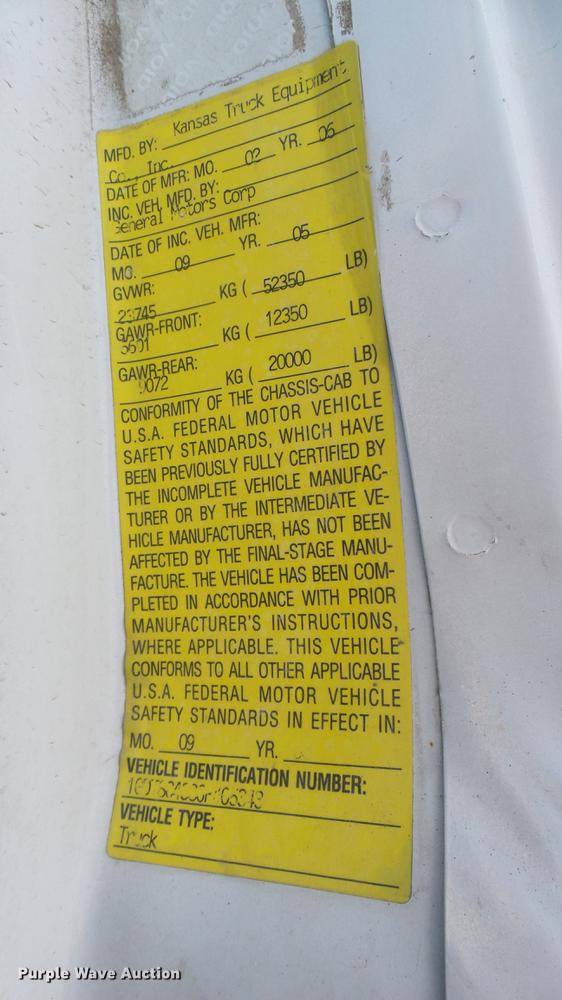 MFD. BY: Kansas Truck Equipment
Co., Inc.
DATE OF MFR: MO. 02 YR. 06
INC. VEH. MFD. BY:
General Motors Corp
DATE OF INC. VEH. MFR:
MO. 09 YR. 05
GVWR:
23745 KG ( 52350 LB)
GAWR-FRONT:
5601 KG ( 12350 LB)
GAWR-REAR:
9072 KG ( 20000 LB)
CONFORMITY OF THE CHASSIS-CAB TO
U.S.A. FEDERAL MOTOR VEHICLE
SAFETY STANDARDS, WHICH HAVE
BEEN PREVIOUSLY FULLY CERTIFIED BY
THE INCOMPLETE VEHICLE MANUFAC-
TURER OR BY THE INTERMEDIATE VE-
HICLE MANUFACTURER, HAS NOT BEEN
AFFECTED BY THE FINAL-STAGE MANU-
FACTURE. THE VEHICLE HAS BEEN COM-
PLETED IN ACCORDANCE WITH PRIOR
MANUFACTURER'S INSTRUCTIONS,
WHERE APPLICABLE. THIS VEHICLE
CONFORMS TO ALL OTHER APPLICABLE
U.S.A. FEDERAL MOTOR VEHICLE
SAFETY STANDARDS IN EFFECT IN:
MO. 09 YR.
VEHICLE IDENTIFICATION NUMBER:
VEHICLE TYPE:
Truck
Purple Wave Auction